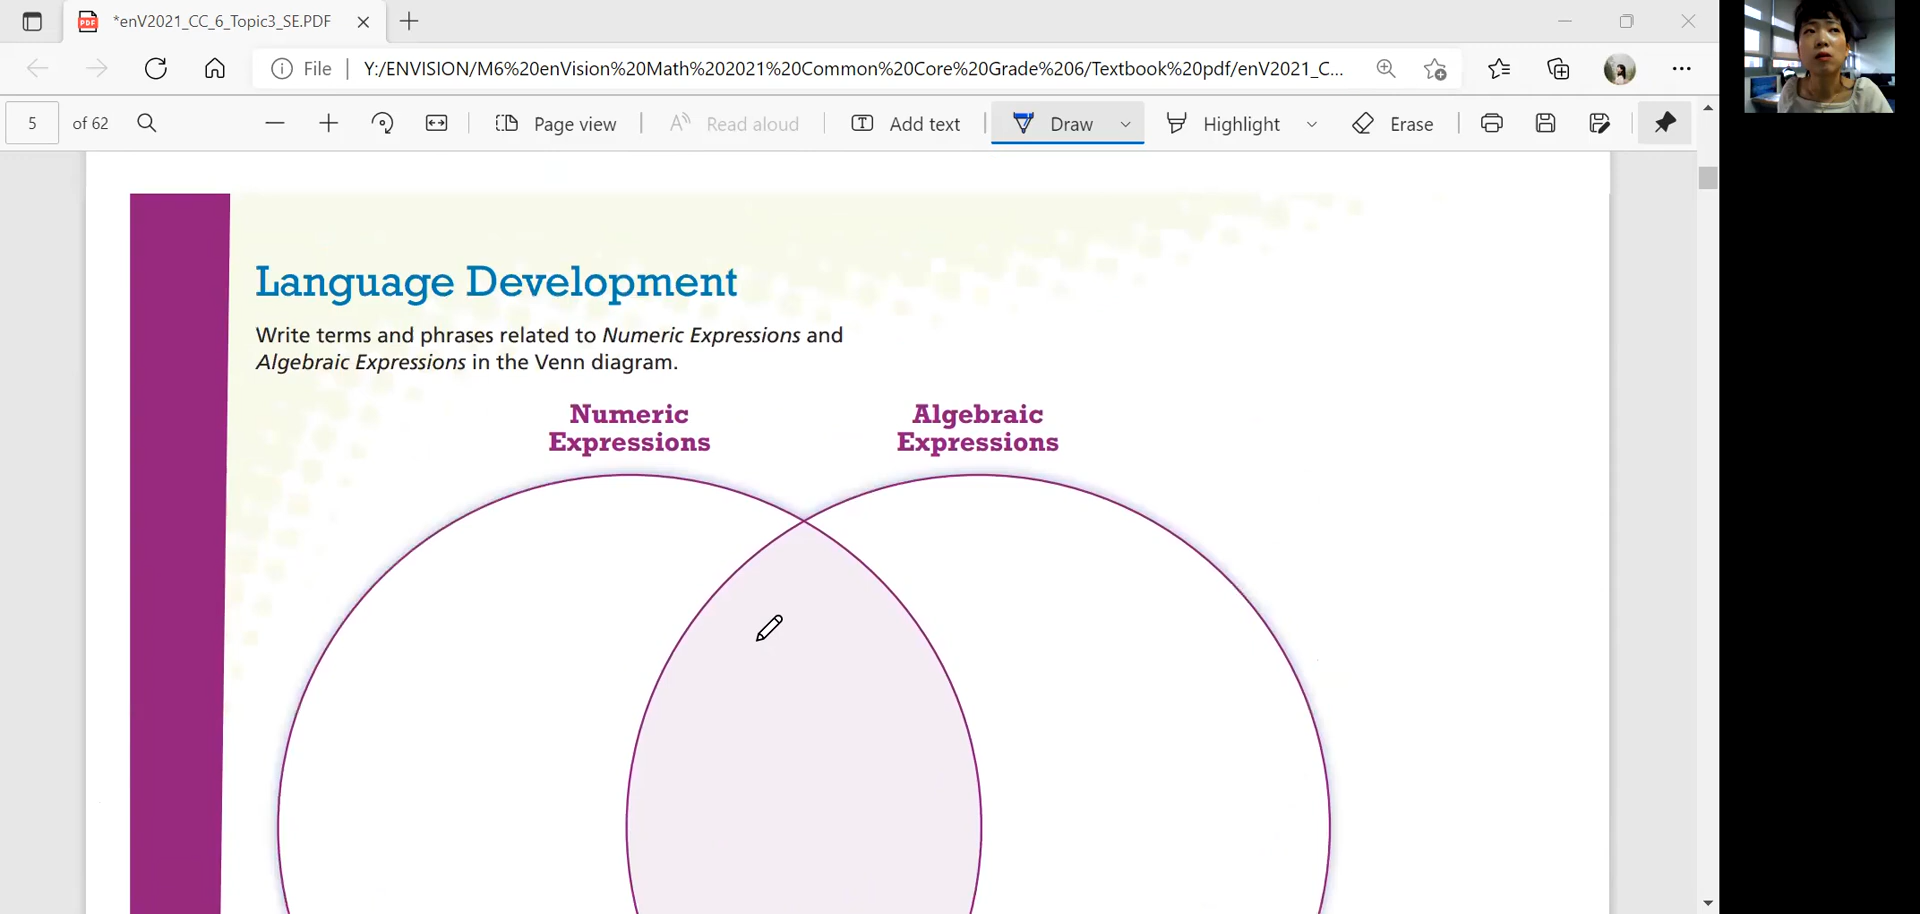 *enV2021_CC_6_Topic3_SE.PDF
File
Y:/ENVISION/M6%20enVision%20Math%202021%20Common%20Core%20Grade%206/Textbook%20pdf/enV2021_C...
5 of 62
Page view
Read aloud
Add text
Draw
Highlight
Erase
Language Development
Write terms and phrases related to Numeric Expressions and
Algebraic Expressions in the Venn diagram.
Numeric
Expressions
Algebraic
Expressions